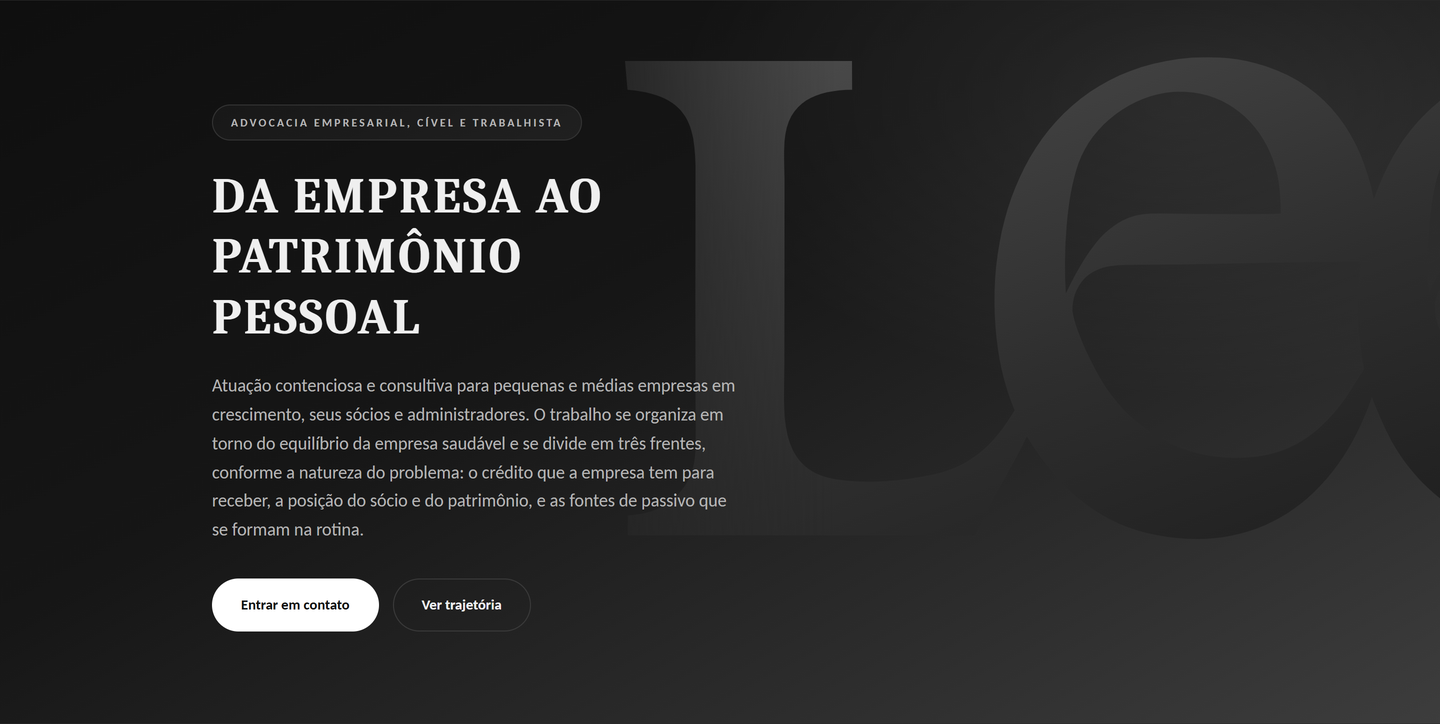 ADVOCACIA EMPRESARIAL, CÍVEL E TRABALHISTA
DA EMPRESA AO
PATRIMÔNIO
PESSOAL
Atuação contenciosa e consultiva para pequenas e médias empresas em
crescimento, seus sócios e administradores. O trabalho se organiza em
torno do equilíbrio da empresa saudável e se divide em três frentes,
conforme a natureza do problema: o crédito que a empresa tem para
receber, a posição do sócio e do patrimônio, e as fontes de passivo que
se formam na rotina.
Entrar em contato
Ver trajetória